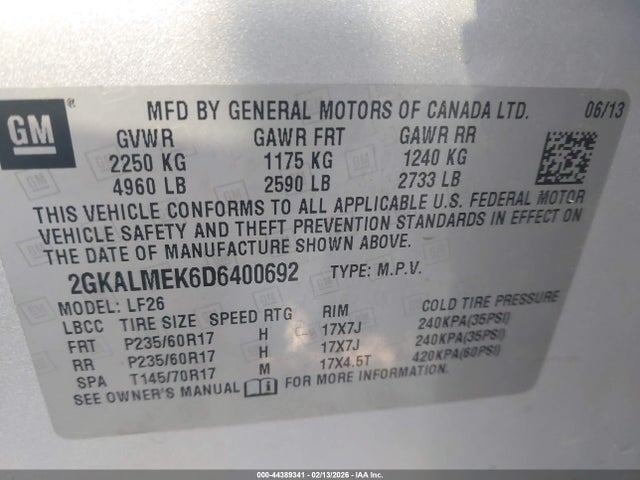 GM ®
MFD BY GENERAL MOTORS OF CANADA LTD. 06/13
GVWR GAWR FRT GAWR RR
2250 KG 1175 KG 1240 KG
4960 LB 2590 LB 2733 LB
THIS VEHICLE CONFORMS TO ALL APPLICABLE U.S. FEDERAL MOTOR
VEHICLE SAFETY AND THEFT PREVENTION STANDARDS IN EFFECT ON
THE DATE OF MANUFACTURE SHOWN ABOVE.
2GKALMEK6D6400692 TYPE: M.P.V.
MODEL: LF26
LBCC TIRE SIZE SPEED RTG RIM COLD TIRE PRESSURE
FRT P235/60R17 H 17X7J 240KPA(35PSI)
RR P235/60R17 H 17X7J 240KPA(35PSI)
SPA T145/70R17 M 17X4.5T 420KPA(60PSI)
SEE OWNER'S MANUAL FOR MORE INFORMATION.
000-44389341 - 02/13/2026 - IAAI, Inc.